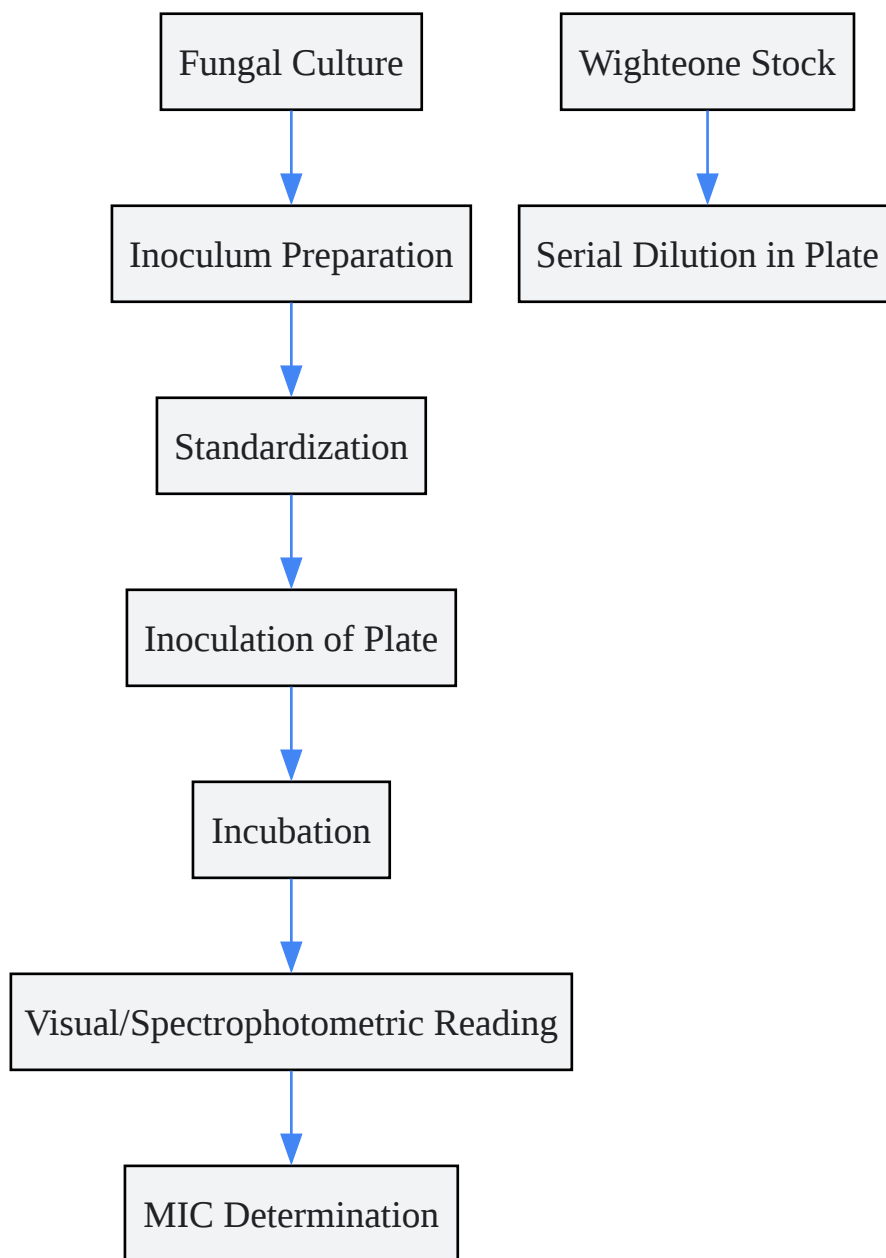 Fungal Culture
Wighteone Stock
Inoculum Preparation
Serial Dilution in Plate
Standardization
Inoculation of Plate
Incubation
Visual/Spectrophotometric Reading
MIC Determination